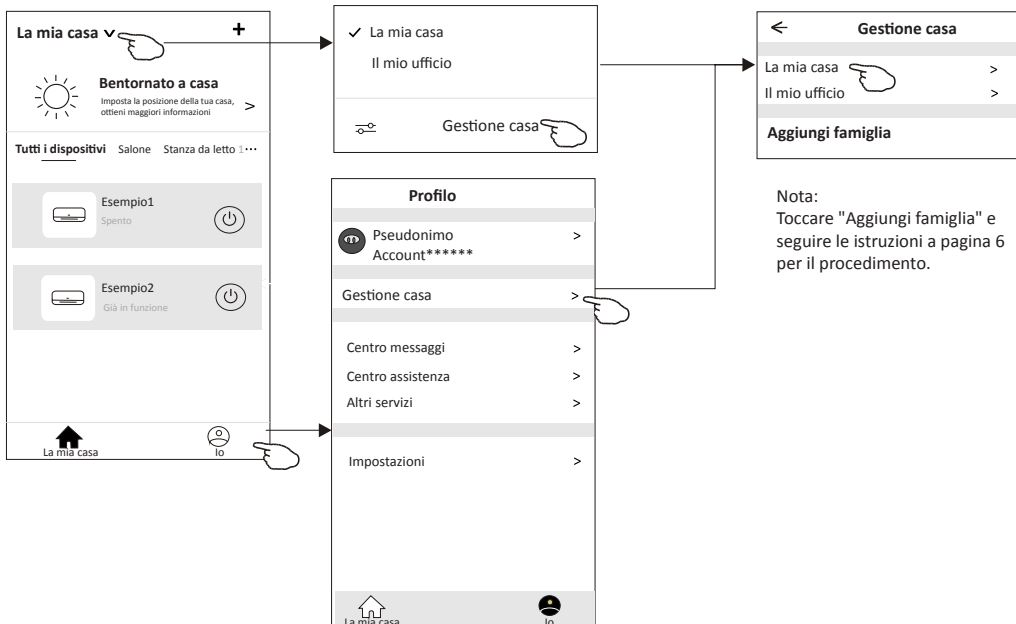 La mia casa
+
Bentornato a casa
Imposta la posizione della tua casa,
ottieni maggiori informazioni
>
Tutti i dispositivi Salone Stanza da letto 1···
Esempio1
Spento
Esempio2
Già in funzione
La mia casa
Io
✓ La mia casa
Il mio ufficio
Gestione casa
Profilo
Pseudonimo >
Account******
Gestione casa >
Centro messaggi >
Centro assistenza >
Altri servizi >
Impostazioni >
La mia casa
Io
Gestione casa
La mia casa >
Il mio ufficio >
Aggiungi famiglia
Nota:
Toccare "Aggiungi famiglia" e
seguire le istruzioni a pagina 6
per il procedimento.